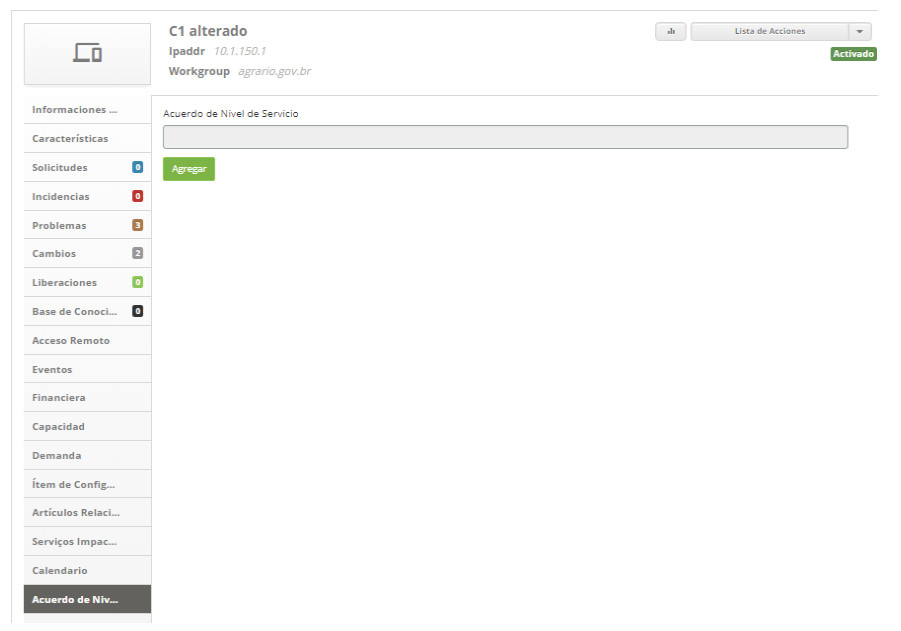 C1 alterado
Ipaddr 10.1.150.1
Workgroup agrario.gov.br
Lista de Acciones
Activado
Informaciones ...
Características
Solicitudes 0
Incidencias 0
Problemas 3
Cambios 2
Liberaciones 0
Base de Conoci... 0
Acceso Remoto
Eventos
Financiera
Capacidad
Demanda
Ítem de Config...
Artículos Relaci...
Serviços Impac...
Calendario
Acuerdo de Niv...
Acuerdo de Nivel de Servicio
Agregar